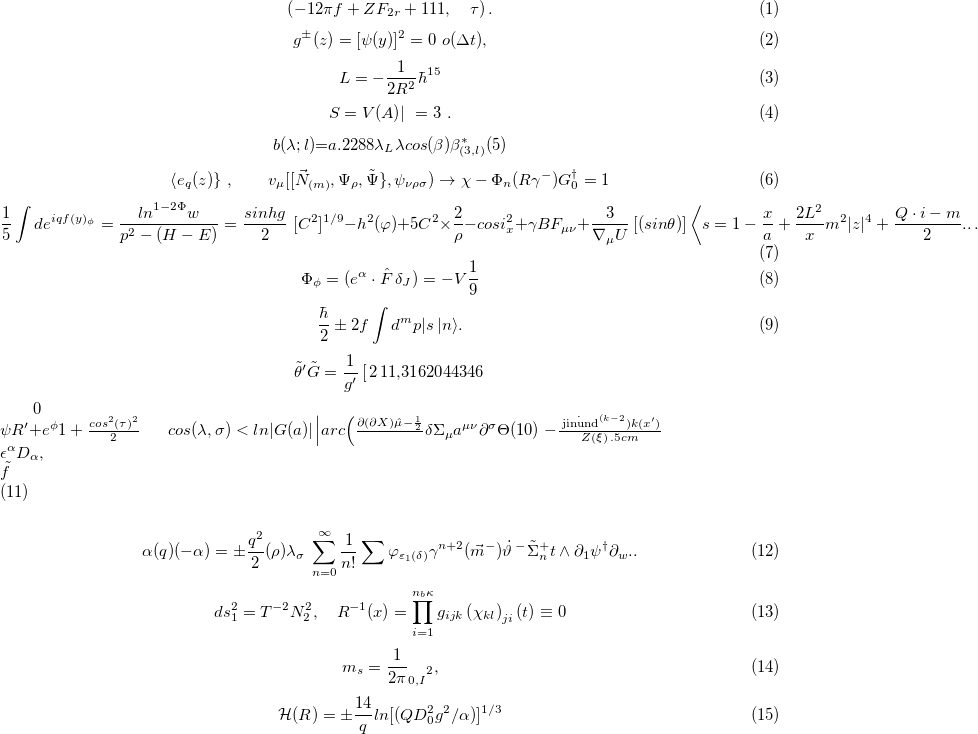 (−12πf + ZF_{2r} + 111, τ). (1)
g^±(z) = [ψ(y)]^2 = 0 o(Δt), (2)
L = −\frac{1}{2R^2}ħ^{15} (3)
S = V(A)| = 3 . (4)
b(λ; l)=a.2288λ_L λcos(β)β^*_{(3,l)}(5)
⟨e_q(z)} , v_μ[[\vec{N}_{(m)}, Ψ_ρ, \tilde{Ψ}}, ψ_{νρσ}) → χ − Φ_n(Rγ^−)G_0^† = 1 (6)
\frac{1}{5} ∫ de^{iqf(y)_φ} = \frac{ln^{1−2Φ}w}{p^2 − (H − E)} = \frac{sinhg}{2} [C^2]^{1/9}−h^2(φ)+5C^2×\frac{2}{ρ}−cosi_x^2+γBF_{μν}+\frac{3}{∇_μU} [(sinθ)] ⟨ s = 1 − \frac{x}{a} + \frac{2L^2}{x}m^2|z|^4 + \frac{Q · i − m}{2}...
(7)
Φ_φ = (e^α · \hat{F} δ_J) = −V\frac{1}{9} (8)
\frac{ħ}{2} ± 2f ∫ d^m p|s |n⟩. (9)
\tilde{θ}'\tilde{G} = \frac{1}{g'} [ 2 11,3162044346
0
ψR'+e^φ1 + \frac{cos^2(τ)^2}{2} cos(λ, σ) < ln|G(a)| |arc( \frac{∂(∂X)\hat{μ}−\frac{1}{2}}{} δΣ_μ a^{μν}∂^σΘ(10) −\frac{jinund^{(k−2})k(x')}{Z(ξ).5cm}
ϵ^αD_α,
\tilde{f}
(11)
α(q)(−α) = ±\frac{q^2}{2}(ρ)λ_σ \sum_{n=0}^{∞} \frac{1}{n!} ∑ φ_{ε_1(δ)}γ^{n+2}(\vec{m}^−)\dot{ϑ}^− \tilde{Σ}_n^+ t ∧ ∂_1ψ^†∂_w.. (12)
ds_1^2 = T^{−2}N_2^2, R^{−1}(x) = \prod_{i=1}^{n_bκ} g_{ijk} (χ_{kl})_{ji} (t) ≡ 0 (13)
m_s = \frac{1}{2π}_{0,I}^2, (14)
ℋ(R) = ±\frac{14}{q}ln[(QD_0^2g^2/α)]^{1/3} (15)